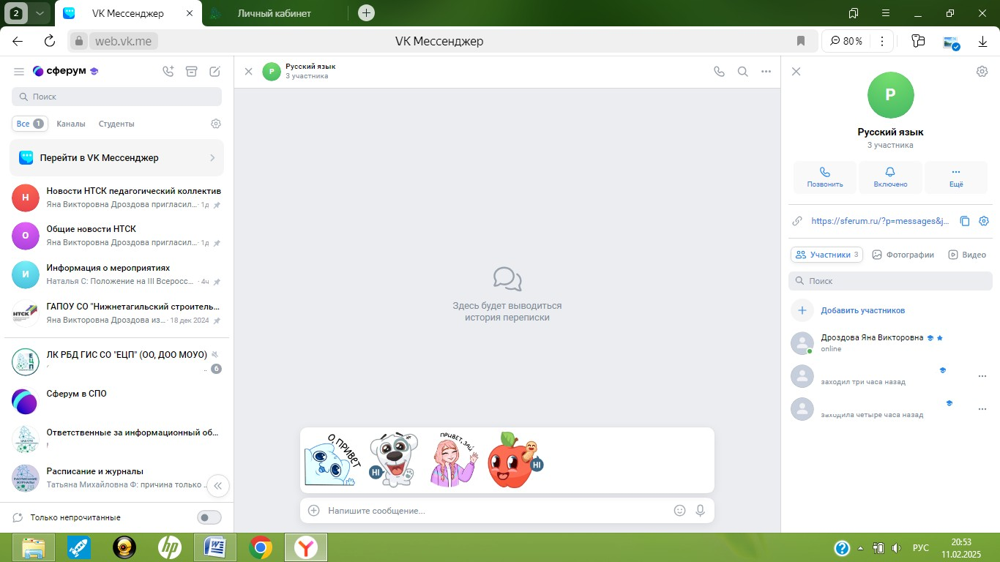 2
VK Мессенджер
Личный кабинет
web.vk.me
VK Мессенджер
80 %
сферум
Поиск
Все 1
Каналы
Студенты
Перейти в VK Мессенджер
Н
Новости НТСК педагогический коллектив
Яна Викторовна Дроздова пригласил... · 1д
О
Общие новости НТСК
Яна Викторовна Дроздова пригласил... · 1д
И
Информация о мероприятиях
Наталья С: Положение на III Всеросс... · 4ч
НТСК
ГАПОУ СО "Нижнетагильский строитель...
Яна Викторовна Дроздова из... · 18 дек 2024
ЕЦП
ЛК РБД ГИС СО "ЕЦП" (ОО, ДОО МОУО)
6
Сферум в СПО
Ответственные за информационный об...
РАСПИСАНИЕ
ЖУРНАЛЫ
Расписание и журналы
Татьяна Михайловна Ф: причина только ...
Только непрочитанные
Р
Русский язык
3 участника
Здесь будет выводиться
история переписки
О, ПРИВЕТ
HI
ПРИВЕТ, ЗАЙ
HI
Напишите сообщение...
Р
Русский язык
3 участника
Позвонить
Включено
Ещё
https://sferum.ru/?p=messages&j...
Участники 3
Фотографии
Видео
Поиск
Добавить участников
Дроздова Яна Викторовна
online
заходил три часа назад
заходила четыре часа назад
hp
W
Y
?
РУС
20:53
11.02.2025